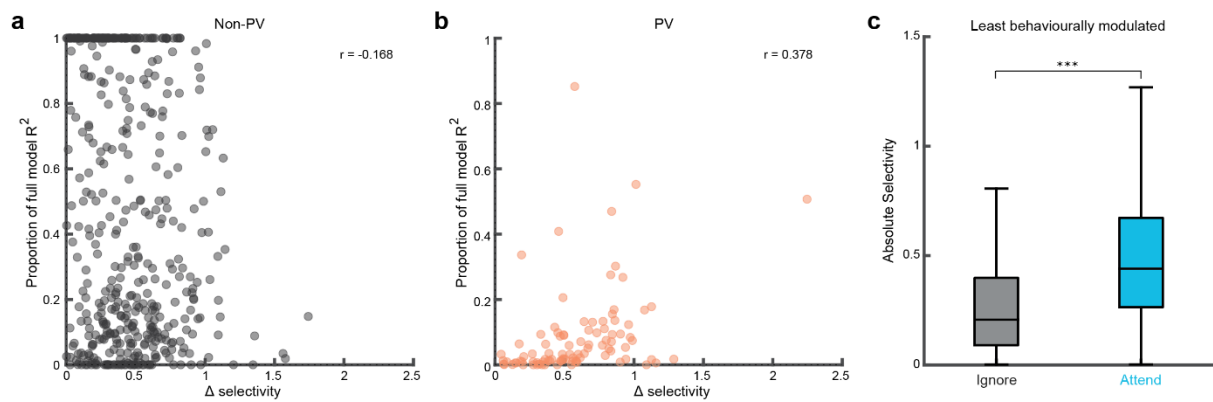 a
Non-PV
r = -0.168
Proportion of full model R²
1
0.8
0.6
0.4
0.2
0
0 0.5 1 1.5 2 2.5
Δ selectivity
b
PV
r = 0.378
Proportion of full model R²
1
0.8
0.6
0.4
0.2
0
0 0.5 1 1.5 2 2.5
Δ selectivity
c
Least behaviourally modulated
***
Absolute Selectivity
1.5
1
0.5
0
Ignore Attend